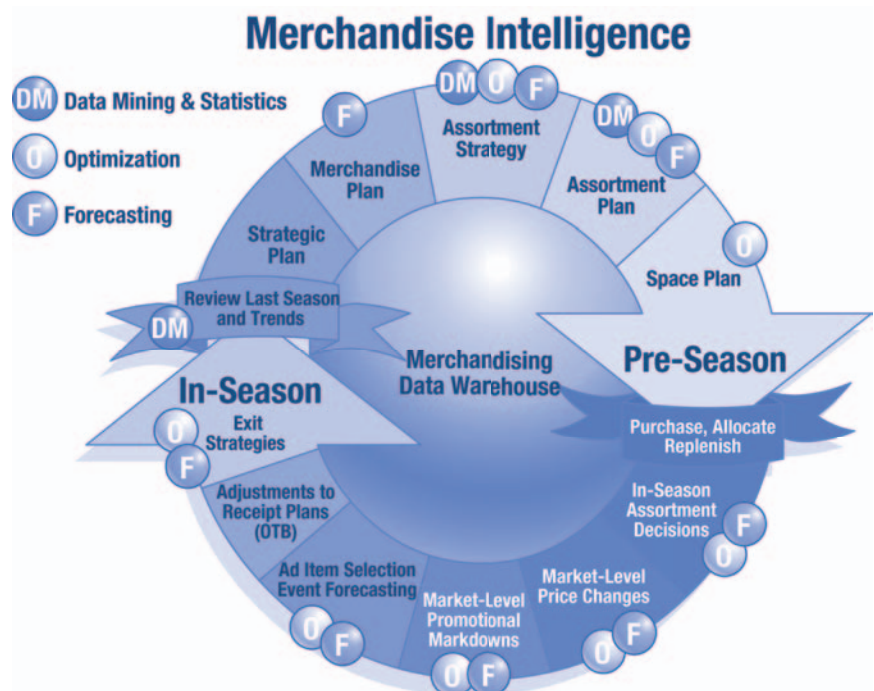 Merchandise Intelligence
DM Data Mining & Statistics
O Optimization
F Forecasting
F
Merchandise
Plan
DM O F
Assortment
Strategy
DM O F
Assortment
Plan
O
Space Plan
Strategic
Plan
Review Last Season
and Trends
DM
Merchandising
Data Warehouse
Pre-Season
In-Season
Exit
Strategies
O
F
Purchase, Allocate
Replenish
In-Season
Assortment
Decisions
F
O
Adjustments to
Receipt Plans
(OTB)
Ad Item Selection
Event Forecasting
O F
Market-Level
Promotional
Markdowns
O F
Market-Level
Price Changes
O F